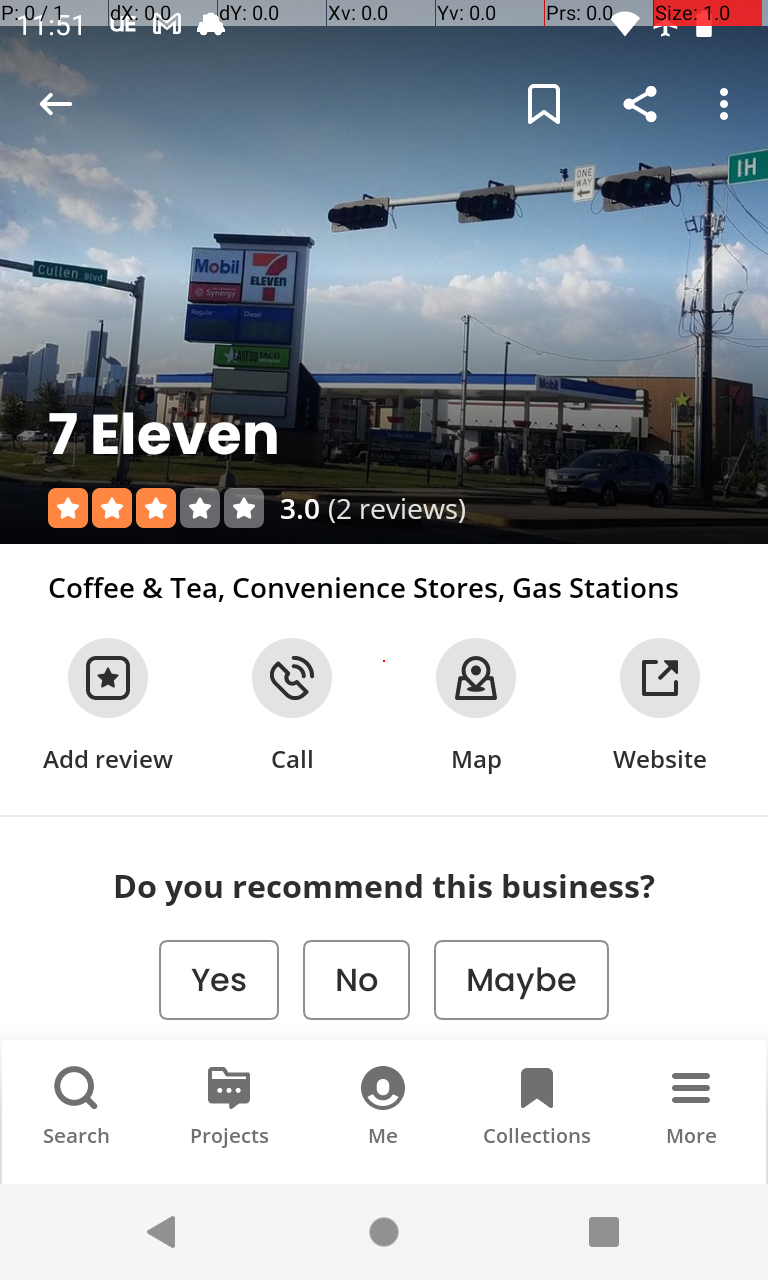 P: 0 / 1 dX: 0.0 dY: 0.0 Xv: 0.0 Yv: 0.0 Prs: 0.0 Size: 1.0
11:51
IH
ONE
WAY
Cullen Blvd
Mobil
7
ELEVEN
Synergy
Regular Diesel
TACO
Mobil
7 Eleven
3.0 (2 reviews)
Coffee & Tea, Convenience Stores, Gas Stations
Add review Call Map Website
Do you recommend this business?
Yes No Maybe
Search Projects Me Collections More